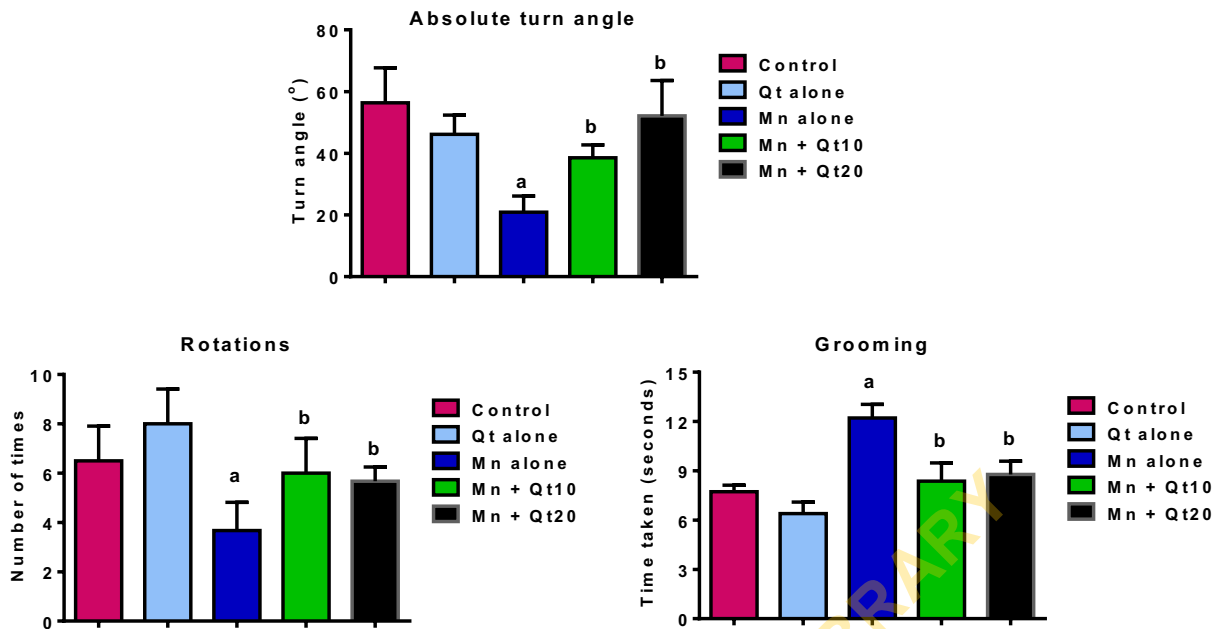 Absolute turn angle
80
60
40
20
0
Turn angle (°)
a
b
b
Control
Qt alone
Mn alone
Mn + Qt10
Mn + Qt20
Rotations
10
8
6
4
2
0
Number of times
a
b
b
Control
Qt alone
Mn alone
Mn + Qt10
Mn + Qt20
Grooming
15
12
9
6
3
0
Time taken (seconds)
a
b
b
Control
Qt alone
Mn alone
Mn + Qt10
Mn + Qt20